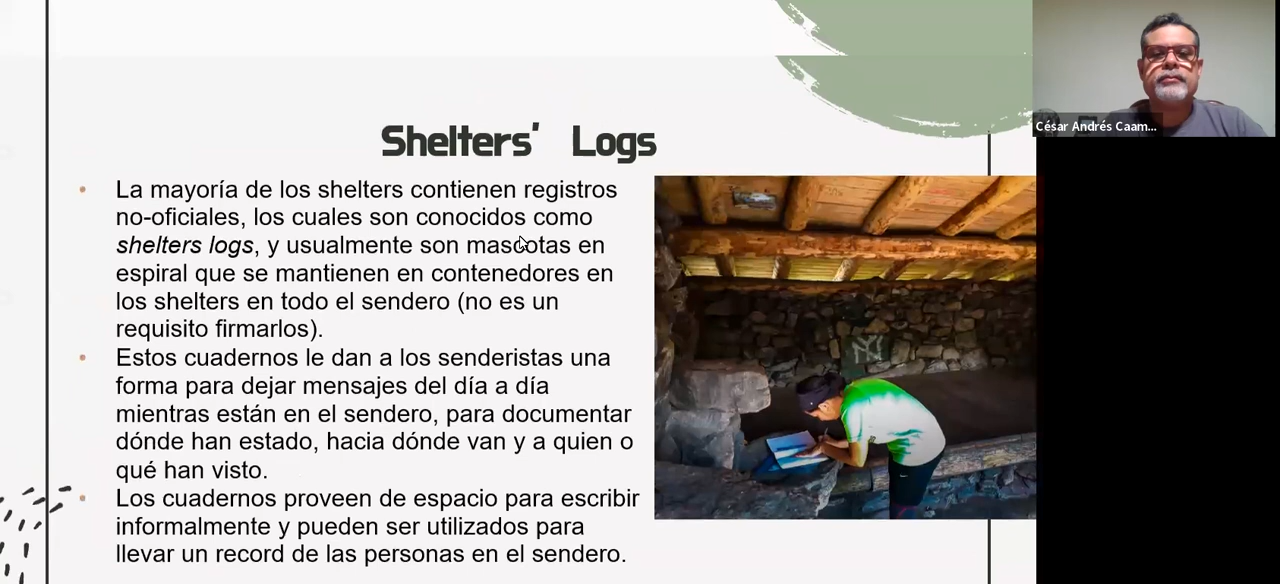 César Andrés Caam...
Shelters' Logs
• La mayoría de los shelters contienen registros
no-oficiales, los cuales son conocidos como
shelters logs, y usualmente son mascotas en
espiral que se mantienen en contenedores en
los shelters en todo el sendero (no es un
requisito firmarlos).
• Estos cuadernos le dan a los senderistas una
forma para dejar mensajes del día a día
mientras están en el sendero, para documentar
dónde han estado, hacia dónde van y a quien o
qué han visto.
• Los cuadernos proveen de espacio para escribir
informalmente y pueden ser utilizados para
llevar un record de las personas en el sendero.